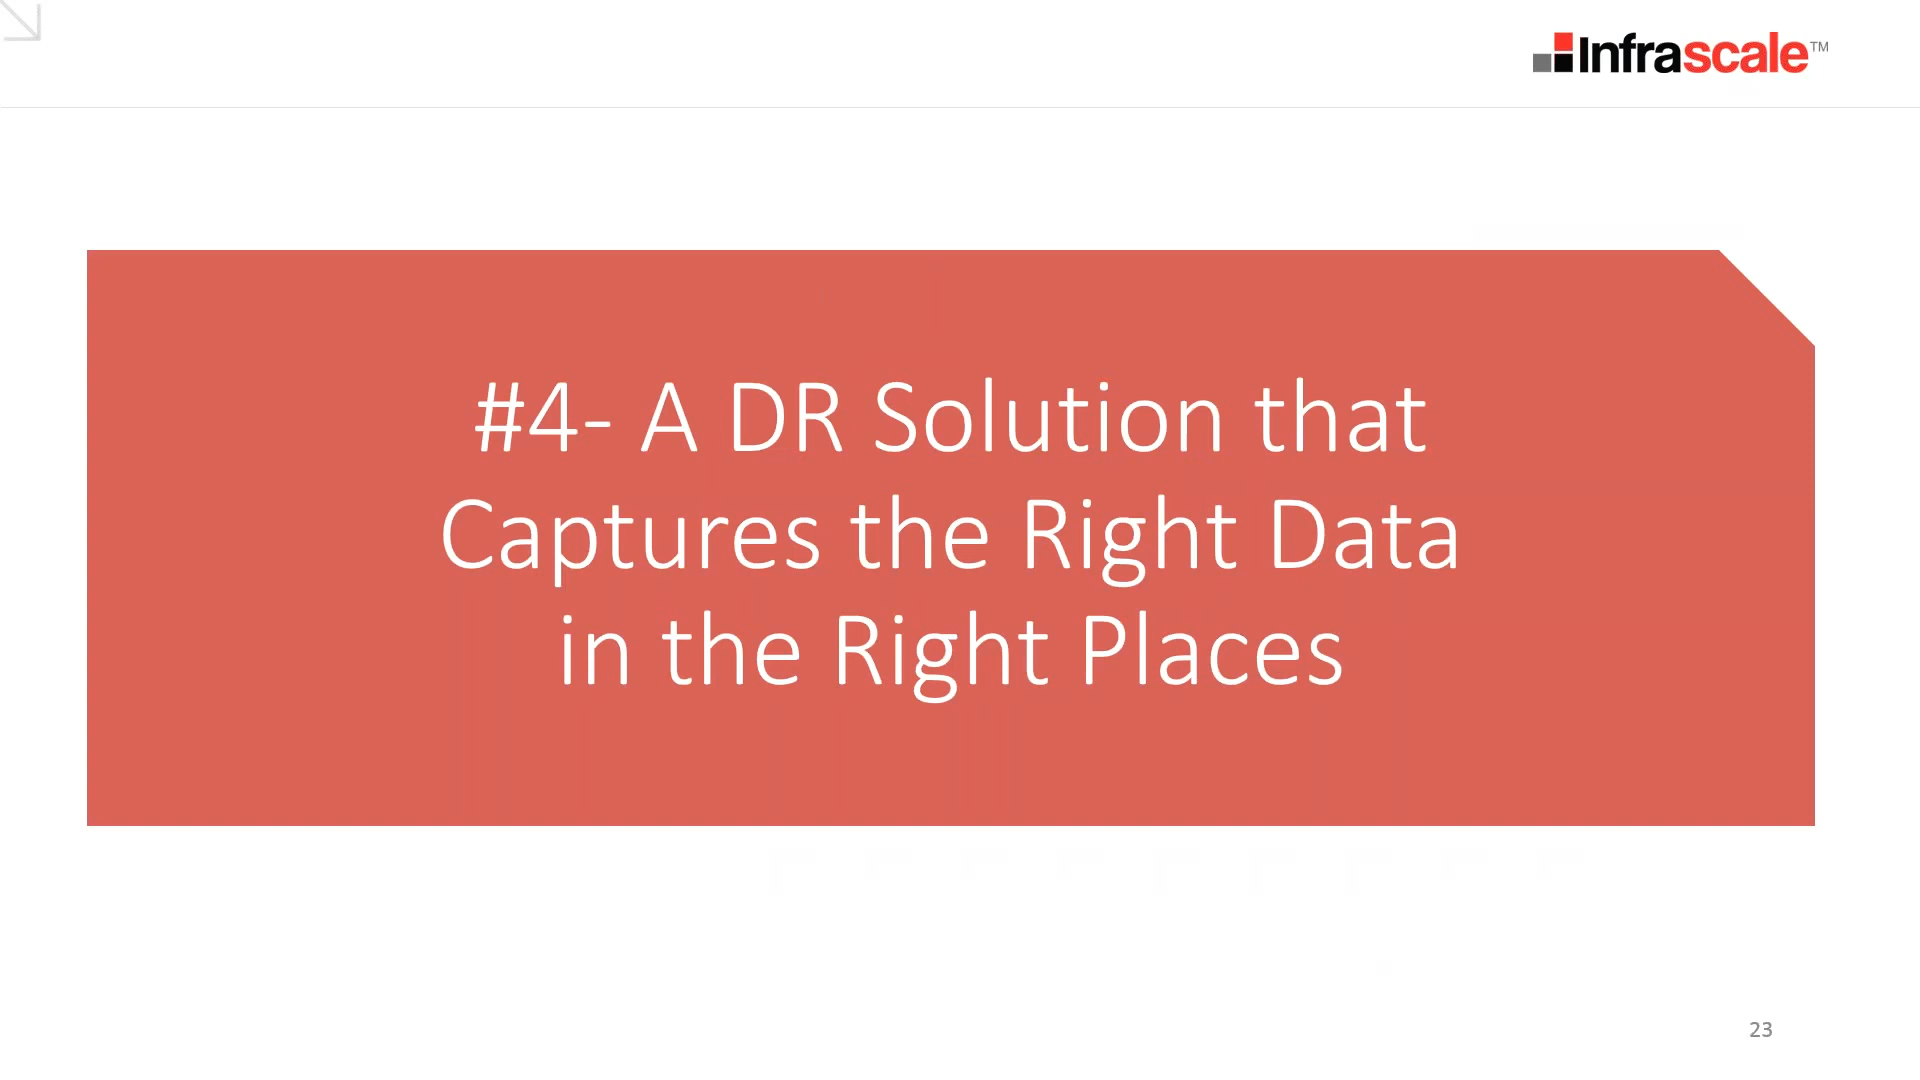 Infrascale™
#4- A DR Solution that
Captures the Right Data
in the Right Places
23